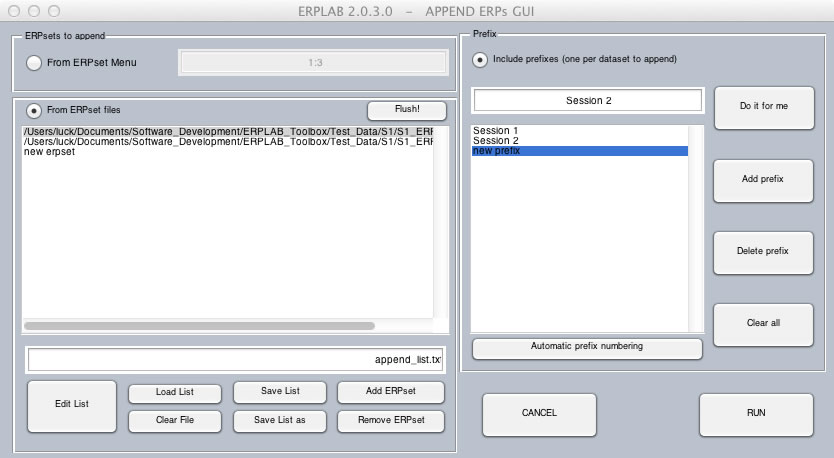 ERPLAB 2.0.3.0 - APPEND ERPs GUI
ERPsets to append
From ERPset Menu
1:3
From ERPset files
Flush!
/Users/luck/Documents/Software_Development/ERPLAB_Toolbox/Test_Data/S1/S1_ERF
/Users/luck/Documents/Software_Development/ERPLAB_Toolbox/Test_Data/S1/S1_ERF
new erpset
append_list.txt
Edit List
Load List
Save List
Add ERPset
Clear File
Save List as
Remove ERPset
Prefix
Include prefixes (one per dataset to append)
Session 2
Do it for me
Session 1
Session 2
new prefix
Add prefix
Delete prefix
Clear all
Automatic prefix numbering
CANCEL
RUN